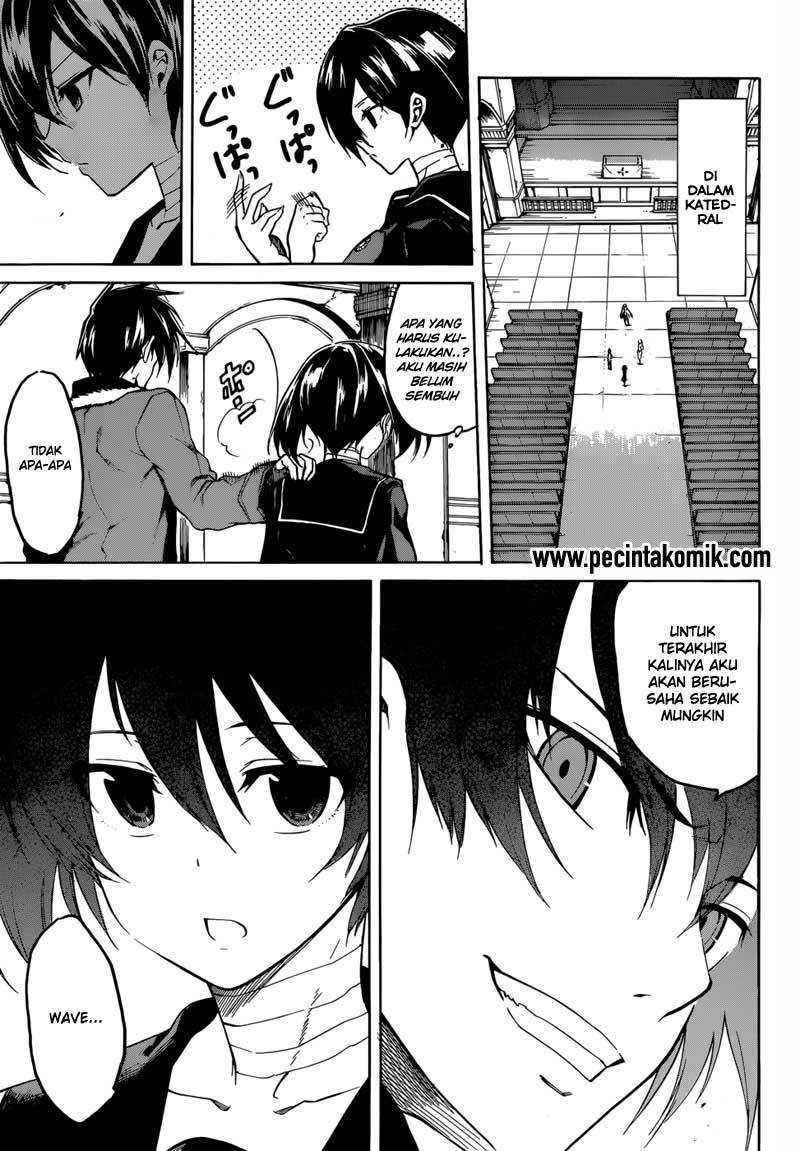 DI
DALAM
KATED-
RAL
ぐっぱっ
ぐっぱっ
APA YANG
HARUS KU-
LAKUKAN..?
AKU MASIH
BELUM
SEMBUH
ポン
TIDAK
APA-APA
www.pecintakomik.com
UNTUK
TERAKHIR
KALINYA AKU
AKAN BERU-
SAHA SEBAIK
MUNGKIN
WAVE...